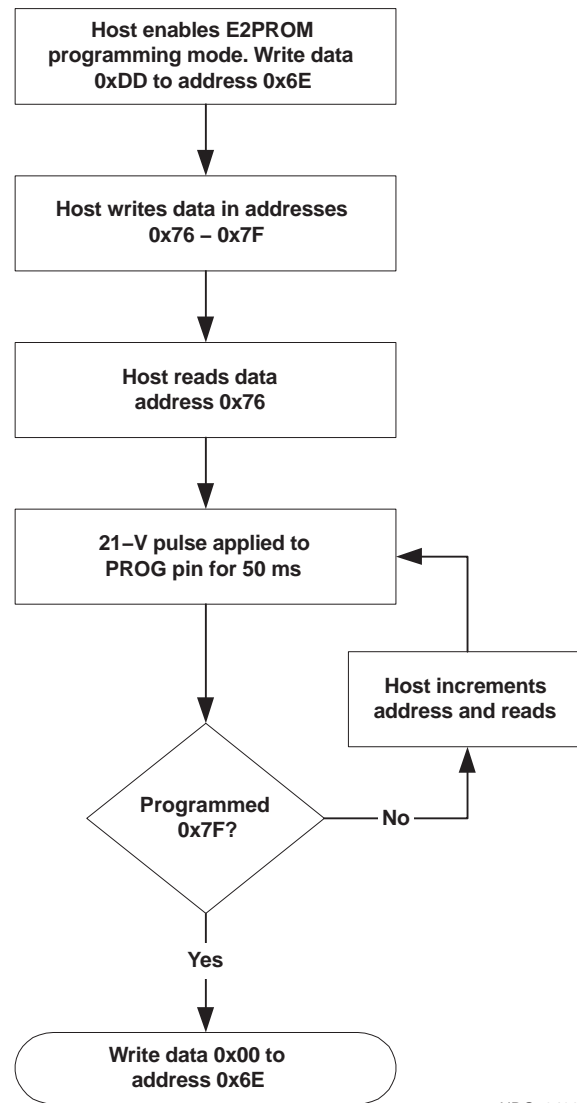 Host enables E2PROM
programming mode. Write data
0xDD to address 0x6E
Host writes data in addresses
0x76 – 0x7F
Host reads data
address 0x76
21–V pulse applied to
PROG pin for 50 ms
Host increments
address and reads
Programmed
0x7F?
No
Yes
Write data 0x00 to
address 0x6E